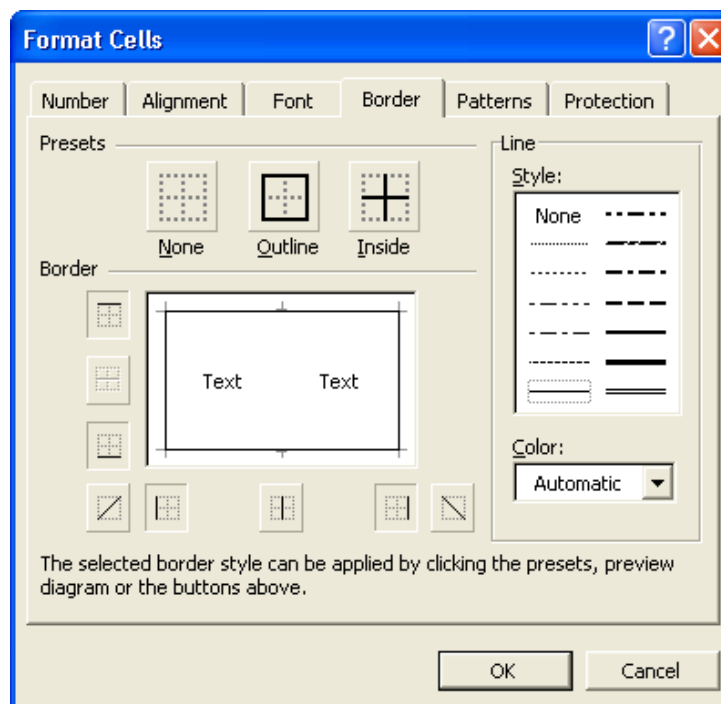 Format Cells
Number Alignment Font Border Patterns Protection
Presets
None Outline Inside
Line
Style:
None
Border
Text Text
Color:
Automatic
The selected border style can be applied by clicking the presets, preview
diagram or the buttons above.
OK Cancel